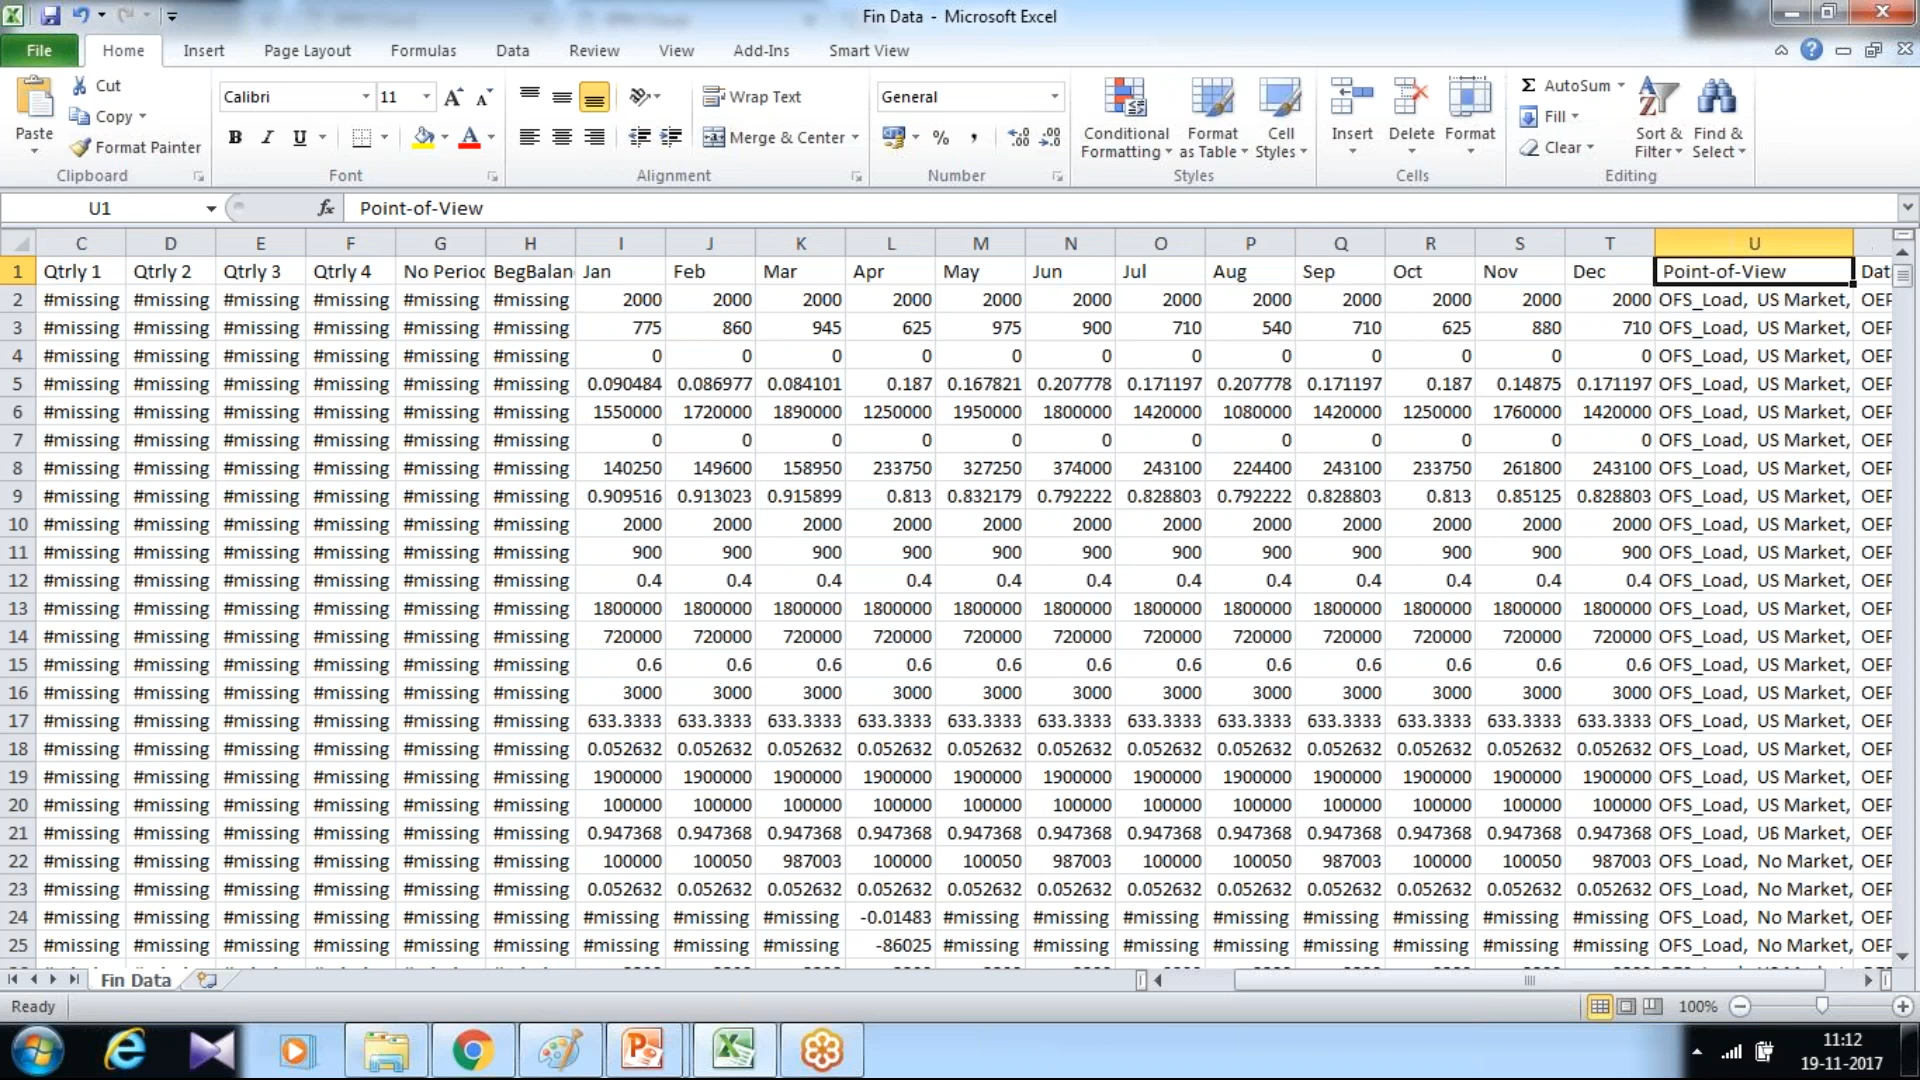 Fin Data - Microsoft Excel
File Home Insert Page Layout Formulas Data Review View Add-Ins Smart View
Paste Cut Copy Format Painter Clipboard
Calibri 11 B I U Font
Wrap Text Merge & Center Alignment
General % , Number
Conditional Formatting Format as Table Cell Styles Styles
Insert Delete Format Cells
Σ AutoSum Fill Clear Sort & Filter Find & Select Editing
U1 fx Point-of-View
C D E F G H I J K L M N O P Q R S T U
1 Qtrly 1 Qtrly 2 Qtrly 3 Qtrly 4 No Period BegBalan Jan Feb Mar Apr May Jun Jul Aug Sep Oct Nov Dec Point-of-View Dat
2 #missing #missing #missing #missing #missing #missing 2000 2000 2000 2000 2000 2000 2000 2000 2000 2000 2000 2000 OFS_Load, US Market, OEP
3 #missing #missing #missing #missing #missing #missing 775 860 945 625 975 900 710 540 710 625 880 710 OFS_Load, US Market, OEP
4 #missing #missing #missing #missing #missing #missing 0 0 0 0 0 0 0 0 0 0 0 0 OFS_Load, US Market, OEP
5 #missing #missing #missing #missing #missing #missing 0.090484 0.086977 0.084101 0.187 0.167821 0.207778 0.171197 0.207778 0.171197 0.187 0.14875 0.171197 OFS_Load, US Market, OEP
6 #missing #missing #missing #missing #missing #missing 1550000 1720000 1890000 1250000 1950000 1800000 1420000 1080000 1420000 1250000 1760000 1420000 OFS_Load, US Market, OEP
7 #missing #missing #missing #missing #missing #missing 0 0 0 0 0 0 0 0 0 0 0 0 OFS_Load, US Market, OEP
8 #missing #missing #missing #missing #missing #missing 140250 149600 158950 233750 327250 374000 243100 224400 243100 233750 261800 243100 OFS_Load, US Market, OEP
9 #missing #missing #missing #missing #missing #missing 0.909516 0.913023 0.915899 0.813 0.832179 0.792222 0.828803 0.792222 0.828803 0.813 0.85125 0.828803 OFS_Load, US Market, OEP
10 #missing #missing #missing #missing #missing #missing 2000 2000 2000 2000 2000 2000 2000 2000 2000 2000 2000 2000 OFS_Load, US Market, OEP
11 #missing #missing #missing #missing #missing #missing 900 900 900 900 900 900 900 900 900 900 900 900 OFS_Load, US Market, OEP
12 #missing #missing #missing #missing #missing #missing 0.4 0.4 0.4 0.4 0.4 0.4 0.4 0.4 0.4 0.4 0.4 0.4 OFS_Load, US Market, OEP
13 #missing #missing #missing #missing #missing #missing 1800000 1800000 1800000 1800000 1800000 1800000 1800000 1800000 1800000 1800000 1800000 1800000 OFS_Load, US Market, OEP
14 #missing #missing #missing #missing #missing #missing 720000 720000 720000 720000 720000 720000 720000 720000 720000 720000 720000 720000 OFS_Load, US Market, OEP
15 #missing #missing #missing #missing #missing #missing 0.6 0.6 0.6 0.6 0.6 0.6 0.6 0.6 0.6 0.6 0.6 0.6 OFS_Load, US Market, OEP
16 #missing #missing #missing #missing #missing #missing 3000 3000 3000 3000 3000 3000 3000 3000 3000 3000 3000 3000 OFS_Load, US Market, OEP
17 #missing #missing #missing #missing #missing #missing 633.3333 633.3333 633.3333 633.3333 633.3333 633.3333 633.3333 633.3333 633.3333 633.3333 633.3333 633.3333 OFS_Load, US Market, OEP
18 #missing #missing #missing #missing #missing #missing 0.052632 0.052632 0.052632 0.052632 0.052632 0.052632 0.052632 0.052632 0.052632 0.052632 0.052632 0.052632 OFS_Load, US Market, OEP
19 #missing #missing #missing #missing #missing #missing 1900000 1900000 1900000 1900000 1900000 1900000 1900000 1900000 1900000 1900000 1900000 1900000 OFS_Load, US Market, OEP
20 #missing #missing #missing #missing #missing #missing 100000 100000 100000 100000 100000 100000 100000 100000 100000 100000 100000 100000 OFS_Load, US Market, OEP
21 #missing #missing #missing #missing #missing #missing 0.947368 0.947368 0.947368 0.947368 0.947368 0.947368 0.947368 0.947368 0.947368 0.947368 0.947368 0.947368 OFS_Load, US Market, OEP
22 #missing #missing #missing #missing #missing #missing 100000 100050 987003 100000 100050 987003 100000 100050 987003 100000 100050 987003 OFS_Load, No Market, OEP
23 #missing #missing #missing #missing #missing #missing 0.052632 0.052632 0.052632 0.052632 0.052632 0.052632 0.052632 0.052632 0.052632 0.052632 0.052632 0.052632 OFS_Load, No Market, OEP
24 #missing #missing #missing #missing #missing #missing #missing #missing #missing -0.01483 #missing #missing #missing #missing #missing #missing #missing #missing OFS_Load, No Market, OEP
25 #missing #missing #missing #missing #missing #missing #missing #missing #missing -86025 #missing #missing #missing #missing #missing #missing #missing #missing OFS_Load, No Market, OEP
Fin Data
Ready 100%
11:12
19-11-2017